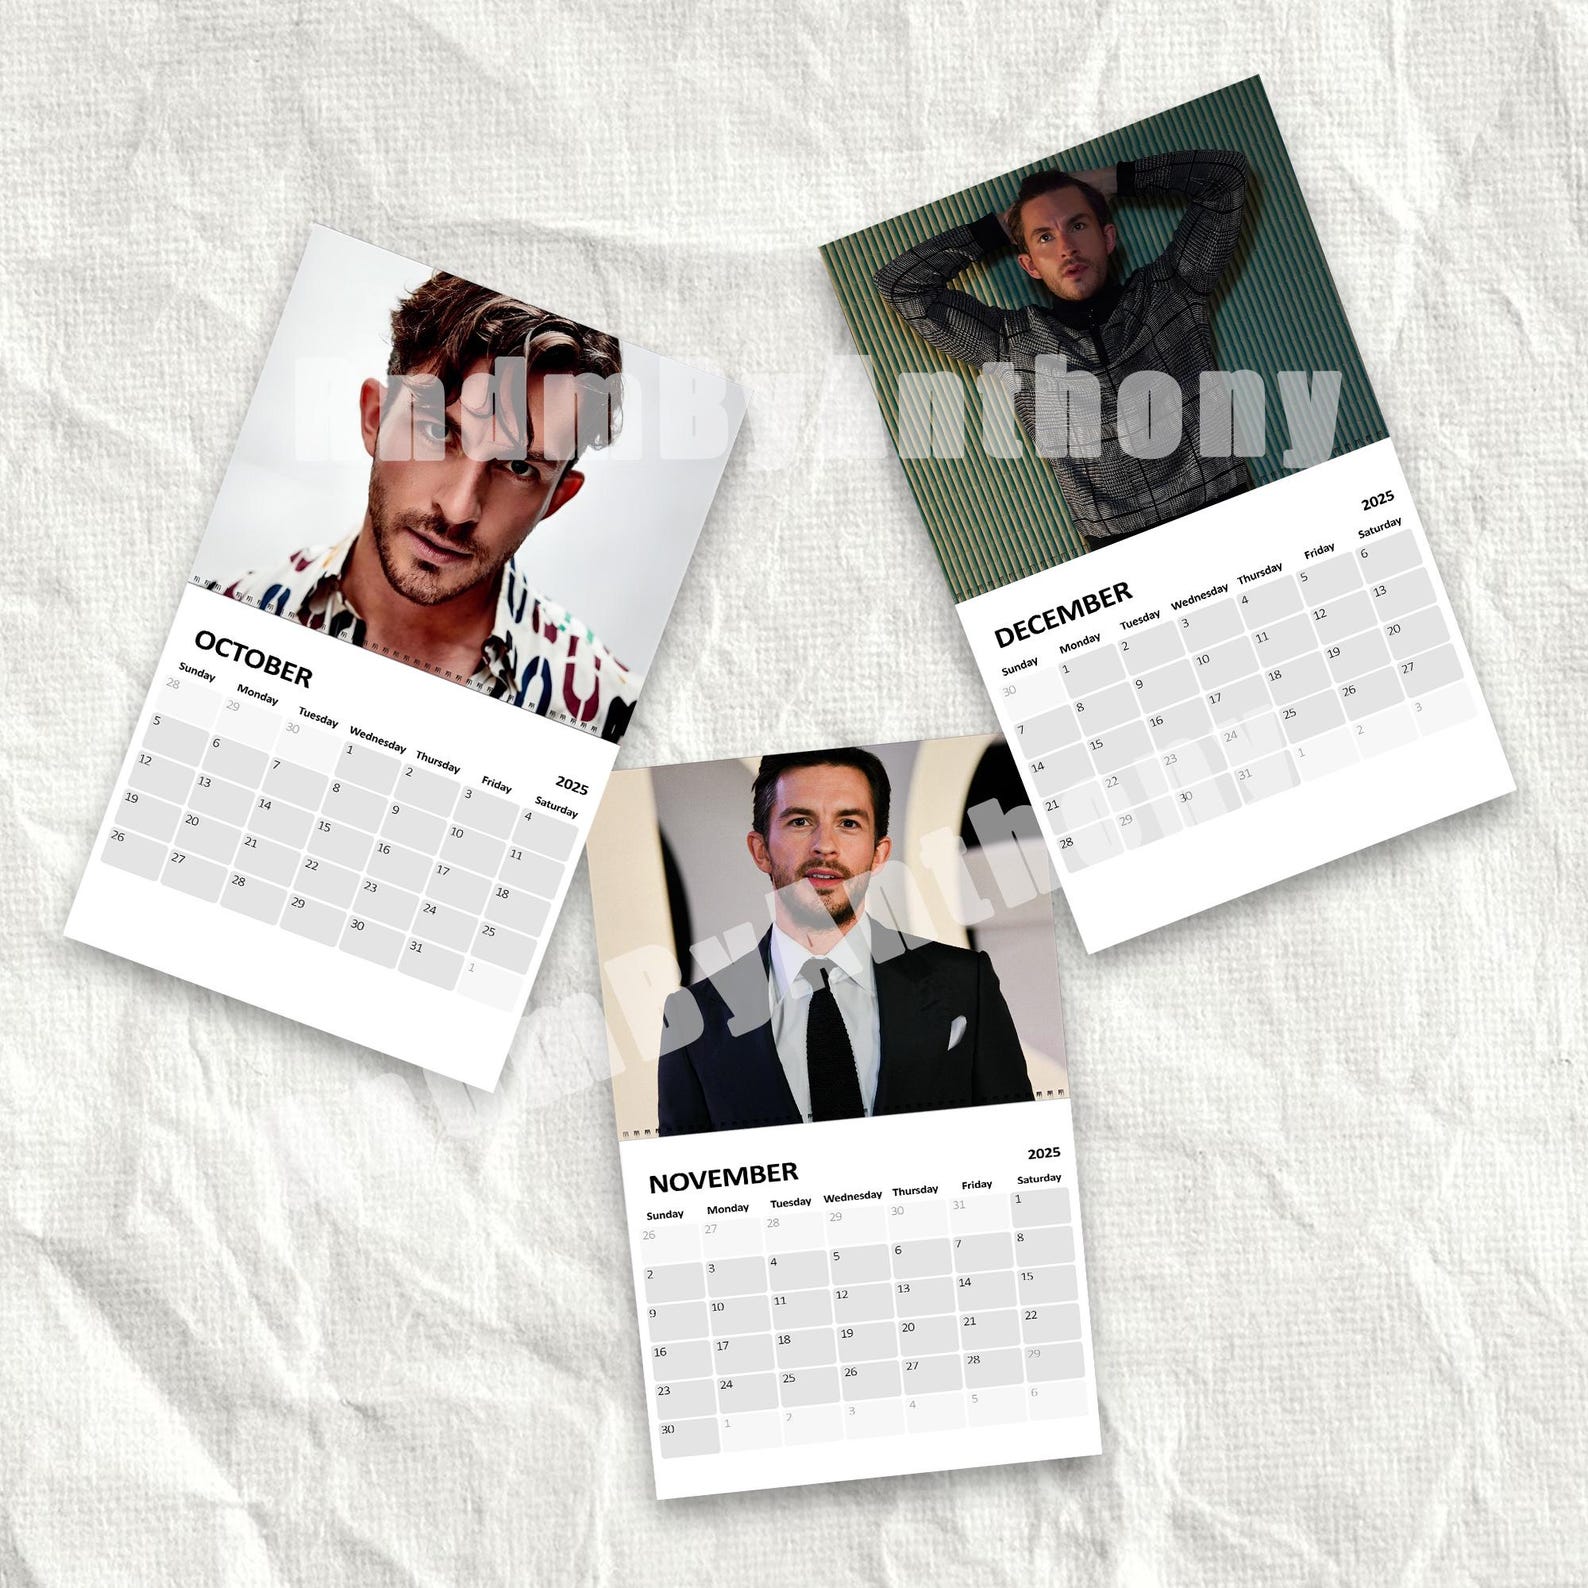 RndmByAnthony
OCTOBER
2025
Sunday Monday Tuesday Wednesday Thursday Friday Saturday
28 29 30 1 2 3 4
5 6 7 8 9 10 11
12 13 14 15 16 17 18
19 20 21 22 23 24 25
26 27 28 29 30 31 1
DECEMBER
2025
Sunday Monday Tuesday Wednesday Thursday Friday Saturday
30 1 2 3 4 5 6
7 8 9 10 11 12 13
14 15 16 17 18 19 20
21 22 23 24 25 26 27
28 29 30 31 1 2 3
RndmByAnthony
NOVEMBER
2025
Sunday Monday Tuesday Wednesday Thursday Friday Saturday
26 27 28 29 30 31 1
2 3 4 5 6 7 8
9 10 11 12 13 14 15
16 17 18 19 20 21 22
23 24 25 26 27 28 29
30 1 2 3 4 5 6